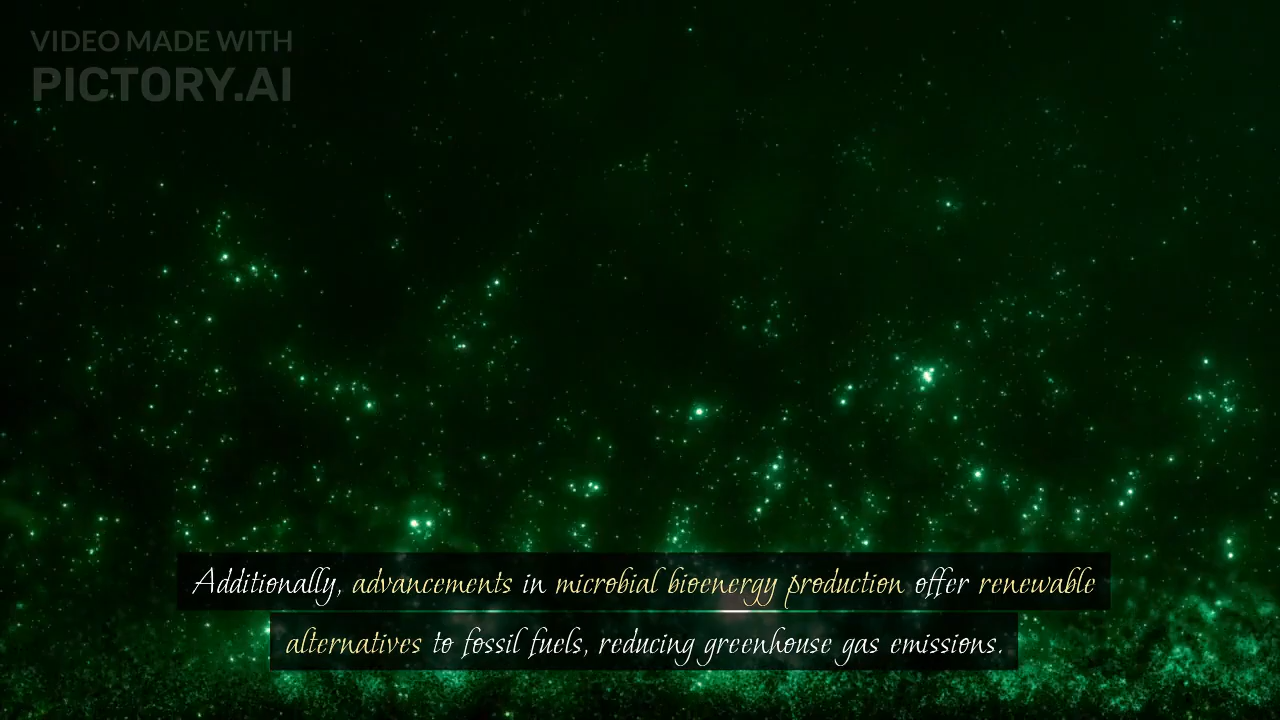 VIDEO MADE WITH
PICTORY.AI
Additionally, advancements in microbial bioenergy production offer renewable
alternatives to fossil fuels, reducing greenhouse gas emissions.